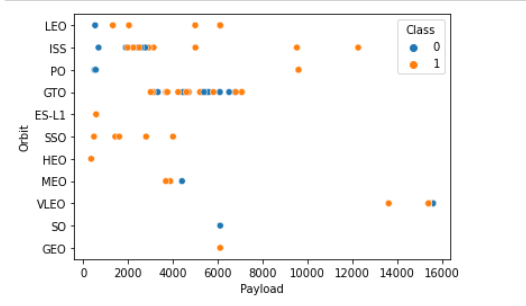 LEO
ISS
PO
GTO
ES-L1
SSO
HEO
MEO
VLEO
SO
GEO
Orbit
Class
0
1
0 2000 4000 6000 8000 10000 12000 14000 16000
Payload